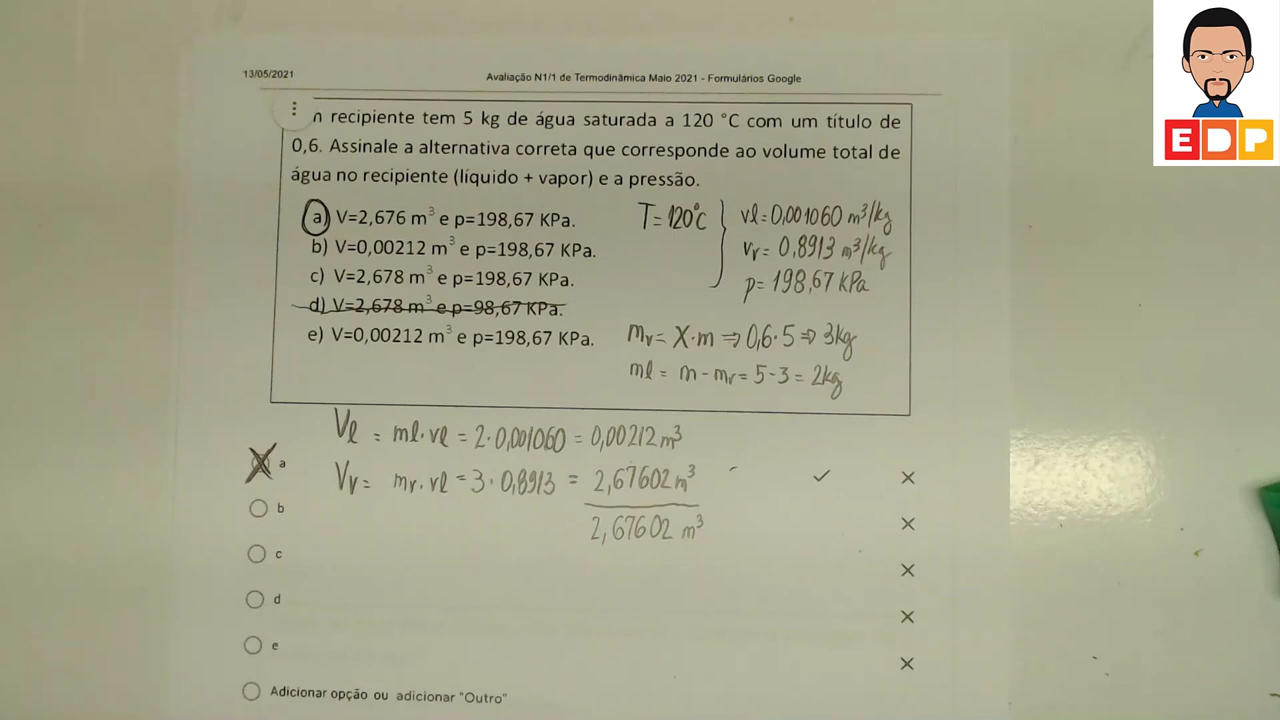 13/05/2021
Avaliação N1/1 de Termodinâmica Maio 2021 - Formulários Google
EDP
n recipiente tem 5 kg de água saturada a 120 °C com um título de
0,6. Assinale a alternativa correta que corresponde ao volume total de
água no recipiente (líquido + vapor) e a pressão.
a) V=2,676 m³ e p=198,67 KPa.
b) V=0,00212 m³ e p=198,67 KPa.
c) V=2,678 m³ e p=198,67 KPa.
d) V=2,678 m³ e p=98,67 KPa.
e) V=0,00212 m³ e p=198,67 KPa.
T=120°C
vl=0,001060 m³/kg
vv= 0,8913 m³/kg
p= 198,67 KPa
mv= X·m ⇒ 0,6·5 ⇒ 3kg
ml = m-mv= 5-3 = 2kg
Vl = ml·vl = 2·0,001060 = 0,00212 m³
Vv= mv.vl = 3·0,8913 = 2,67602 m³
2,67602 m³
a
b
c
d
e
Adicionar opção ou adicionar "Outro"